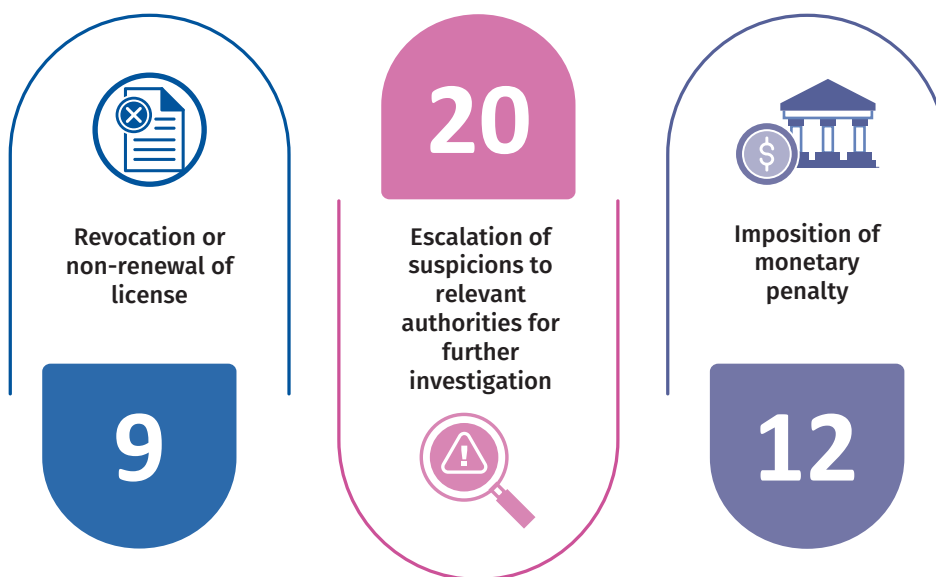 Revocation or
non-renewal of
license
9
20
Escalation of
suspicions to
relevant
authorities for
further
investigation
!
$
Imposition of
monetary
penalty
12